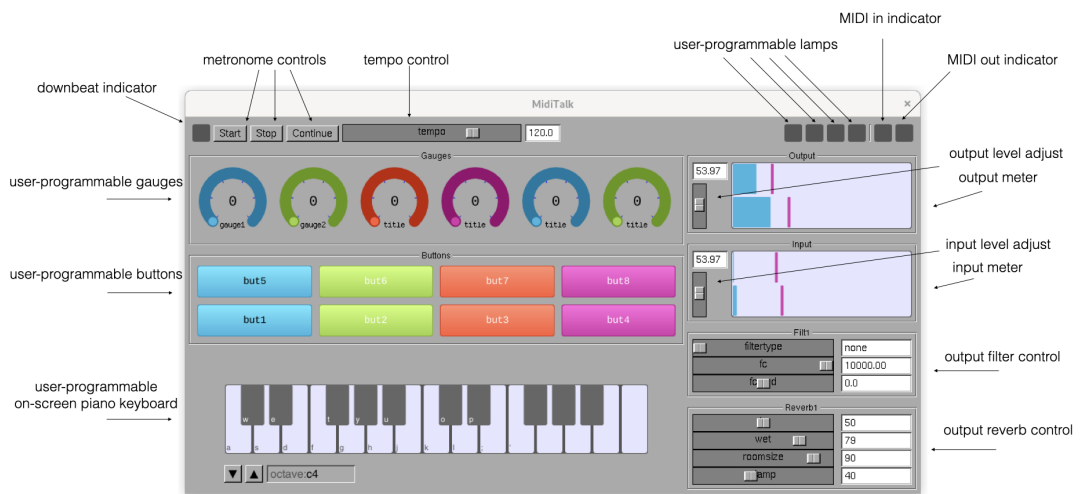 MIDI in indicator
user-programmable lamps
metronome controls
tempo control
MIDI out indicator
downbeat indicator
MidiTalk
×
Start Stop Continue tempo 120.0
Gauges
Output
output level adjust
output meter
user-programmable gauges
0 0 0 0 0 0
gauge1 gauge2 title title title title
53.97
Input
input level adjust
input meter
53.97
Buttons
user-programmable buttons
but5 but6 but7 but8
but1 but2 but3 but4
Filt1
filtertype none
fc 10000.00
0.0
output filter control
user-programmable
on-screen piano keyboard
w e t y u o p
a s d f g h j k l ; '
octave:c4
Reverb1
50
wet 79
roomsize 90
40
output reverb control